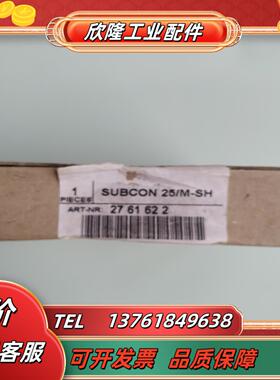 欣隆工业配件
1
PIECES
SUBCON 25/M-SH
ART-NR:
27 61 62 2
价
客服
TEL 13761849638
可开发票 品质保障